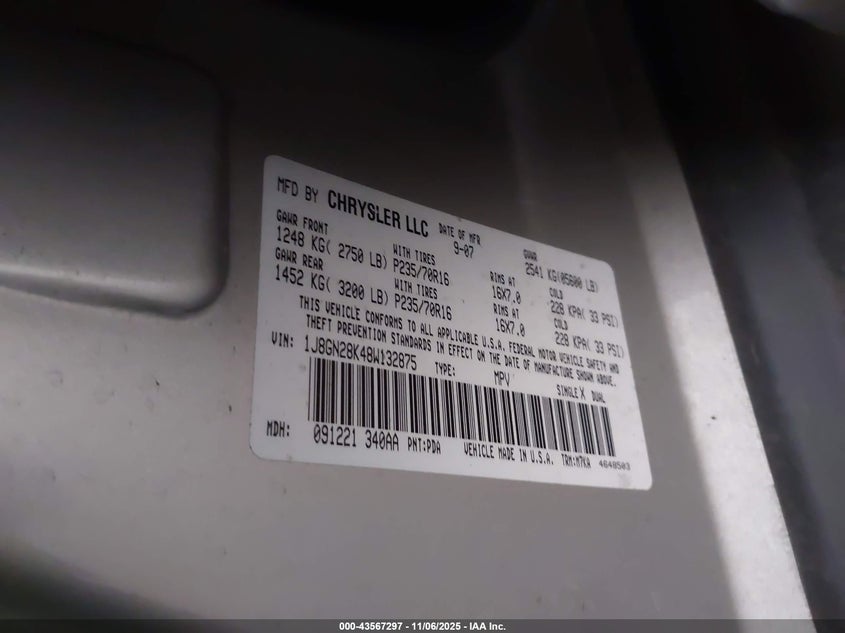 MFD BY CHRYSLER LLC DATE OF MFR 9-07 GVWR 2541 KG(05600 LB)
GAWR FRONT WITH TIRES RIMS AT COLD
1248 KG( 2750 LB) P235/70R16 16X7.0 228 KPA( 33 PSI)
GAWR REAR WITH TIRES RIMS AT COLD
1452 KG( 3200 LB) P235/70R16 16X7.0 228 KPA( 33 PSI)
THIS VEHICLE CONFORMS TO ALL APPLICABLE U.S.A. FEDERAL MOTOR VEHICLE SAFETY AND
THEFT PREVENTION STANDARDS IN EFFECT ON THE DATE OF MANUFACTURE SHOWN ABOVE.
VIN: 1J8GN28K48W132875 TYPE: MPV SINGLE X DUAL
MDH: 091221 340AA PNT:PDA VEHICLE MADE IN U.S.A. TRM:M7KA 4648503
000-43567297 - 11/06/2025 - IAA Inc.